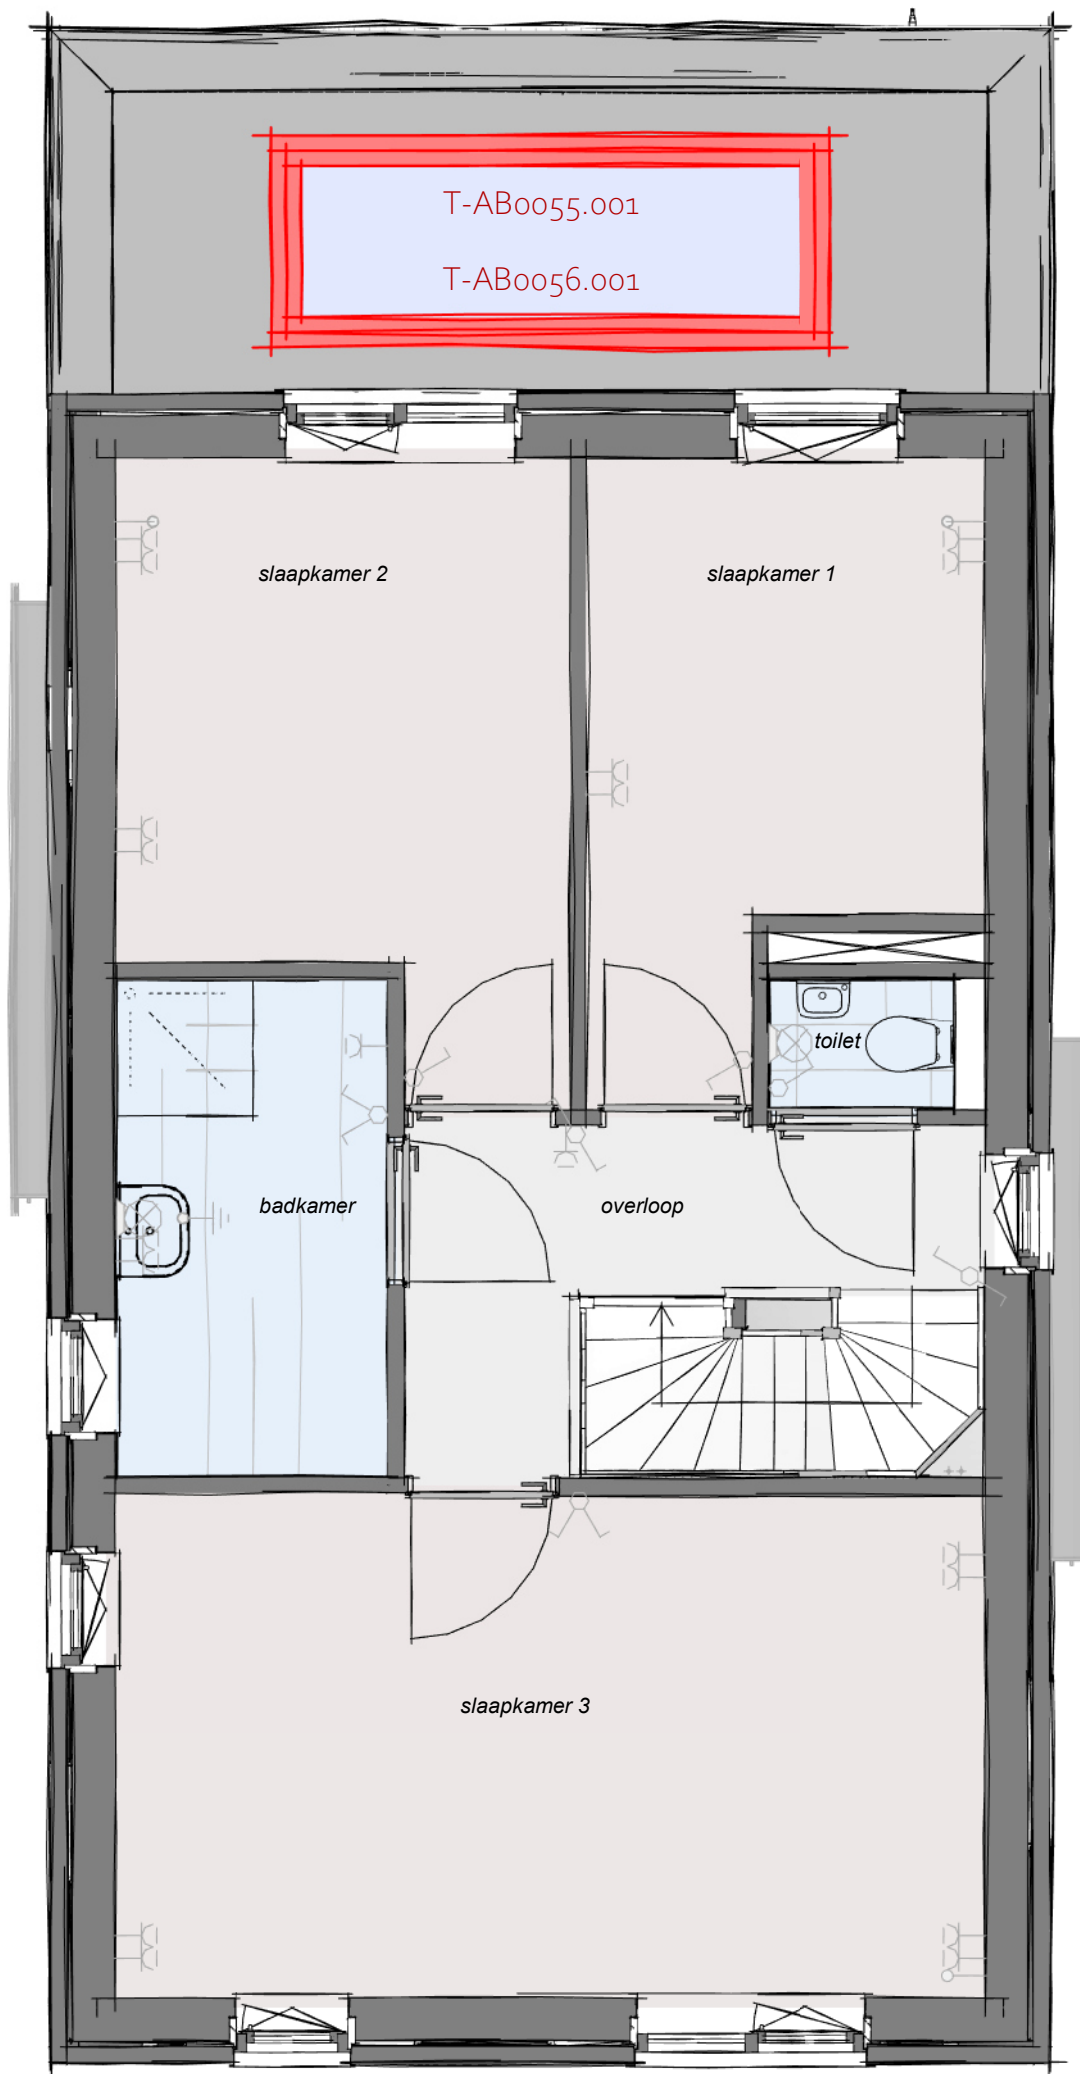 T-AB0055.001
T-AB0056.001
slaapkamer 2
slaapkamer 1
toilet
badkamer
overloop
slaapkamer 3